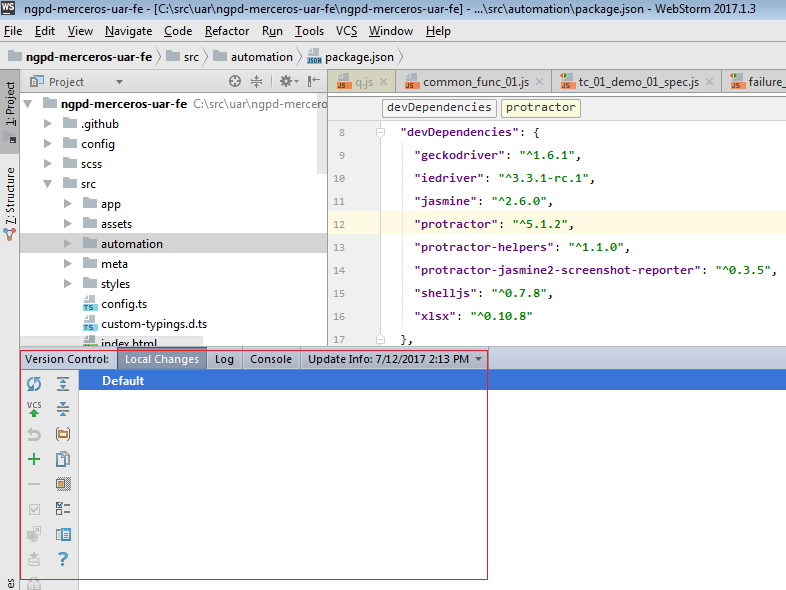 WS ngpd-merceros-uar-fe - [C:\src\uar\ngpd-merceros-uar-fe\ngpd-merceros-uar-fe] - ...\src\automation\package.json - WebStorm 2017.1.3
File Edit View Navigate Code Refactor Run Tools VCS Window Help
ngpd-merceros-uar-fe src automation package.json
1: Project
7: Structure
Project
q.js common_func_01.js tc_01_demo_01_spec.js failure_
ngpd-merceros-uar-fe C:\src\uar\ngpd-mercero
.github
config
scss
src
app
assets
automation
meta
styles
config.ts
custom-typings.d.ts
index.html
devDependencies protractor
8 "devDependencies": {
9 "geckodriver": "^1.6.1",
10 "iedriver": "^3.3.1-rc.1",
11 "jasmine": "^2.6.0",
12 "protractor": "^5.1.2",
13 "protractor-helpers": "^1.1.0",
14 "protractor-jasmine2-screenshot-reporter": "^0.3.5",
15 "shelljs": "^0.7.8",
16 "xlsx": "^0.10.8"
17 },
Version Control: Local Changes Log Console Update Info: 7/12/2017 2:13 PM
Default
VCS
es